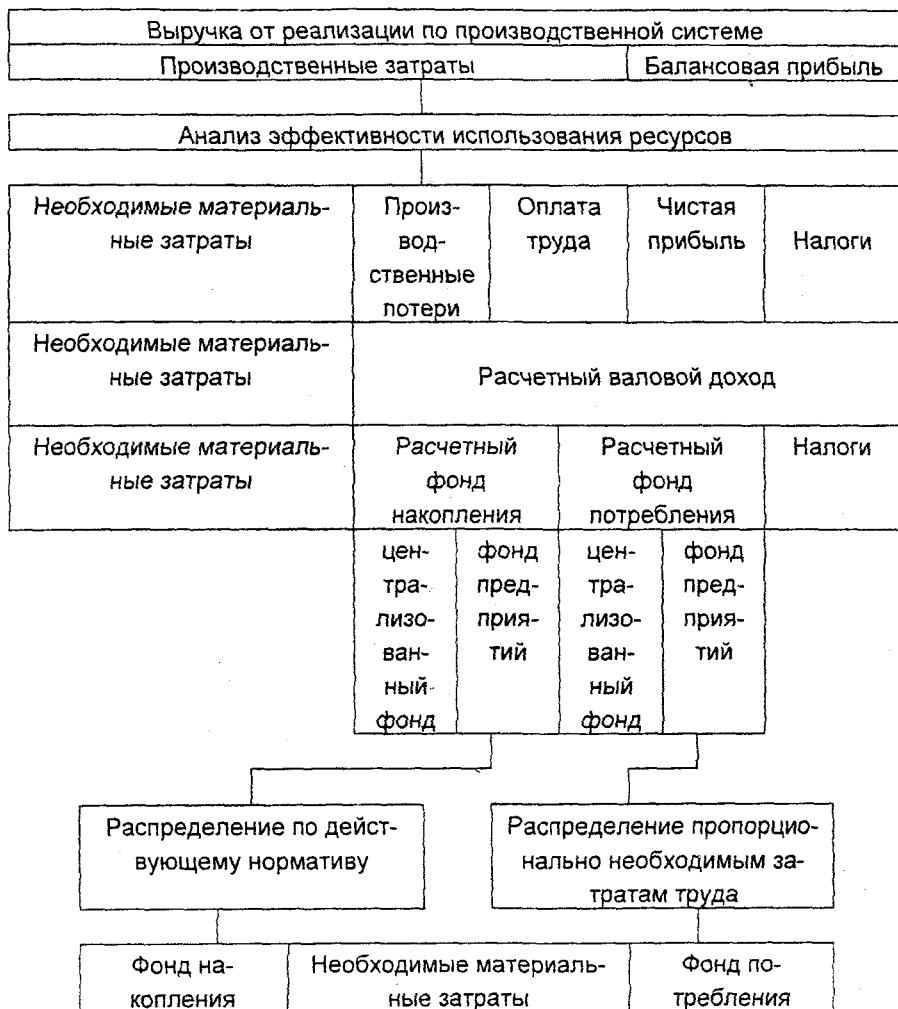 Выручка от реализации по производственной системе
Производственные затраты
Балансовая прибыль
Анализ эффективности использования ресурсов
Необходимые материаль-
ные затраты
Произ-
вод-
ственные
потери
Оплата
труда
Чистая
прибыль
Налоги
Необходимые материаль-
ные затраты
Расчетный валовой доход
Необходимые материаль-
ные затраты
Расчетный
фонд
накопления
Расчетный
фонд
потребления
Налоги
цен-
тра-
лизо-
ван-
ный
фонд
фонд
пред-
прия-
тий
цен-
тра-
лизо-
ван-
ный
фонд
фонд
пред-
прия-
тий
Распределение по дейст-
вующему нормативу
Распределение пропорцио-
нально необходимым за-
тратам труда
Фонд на-
копления
Необходимые материаль-
ные затраты
Фонд по-
требления